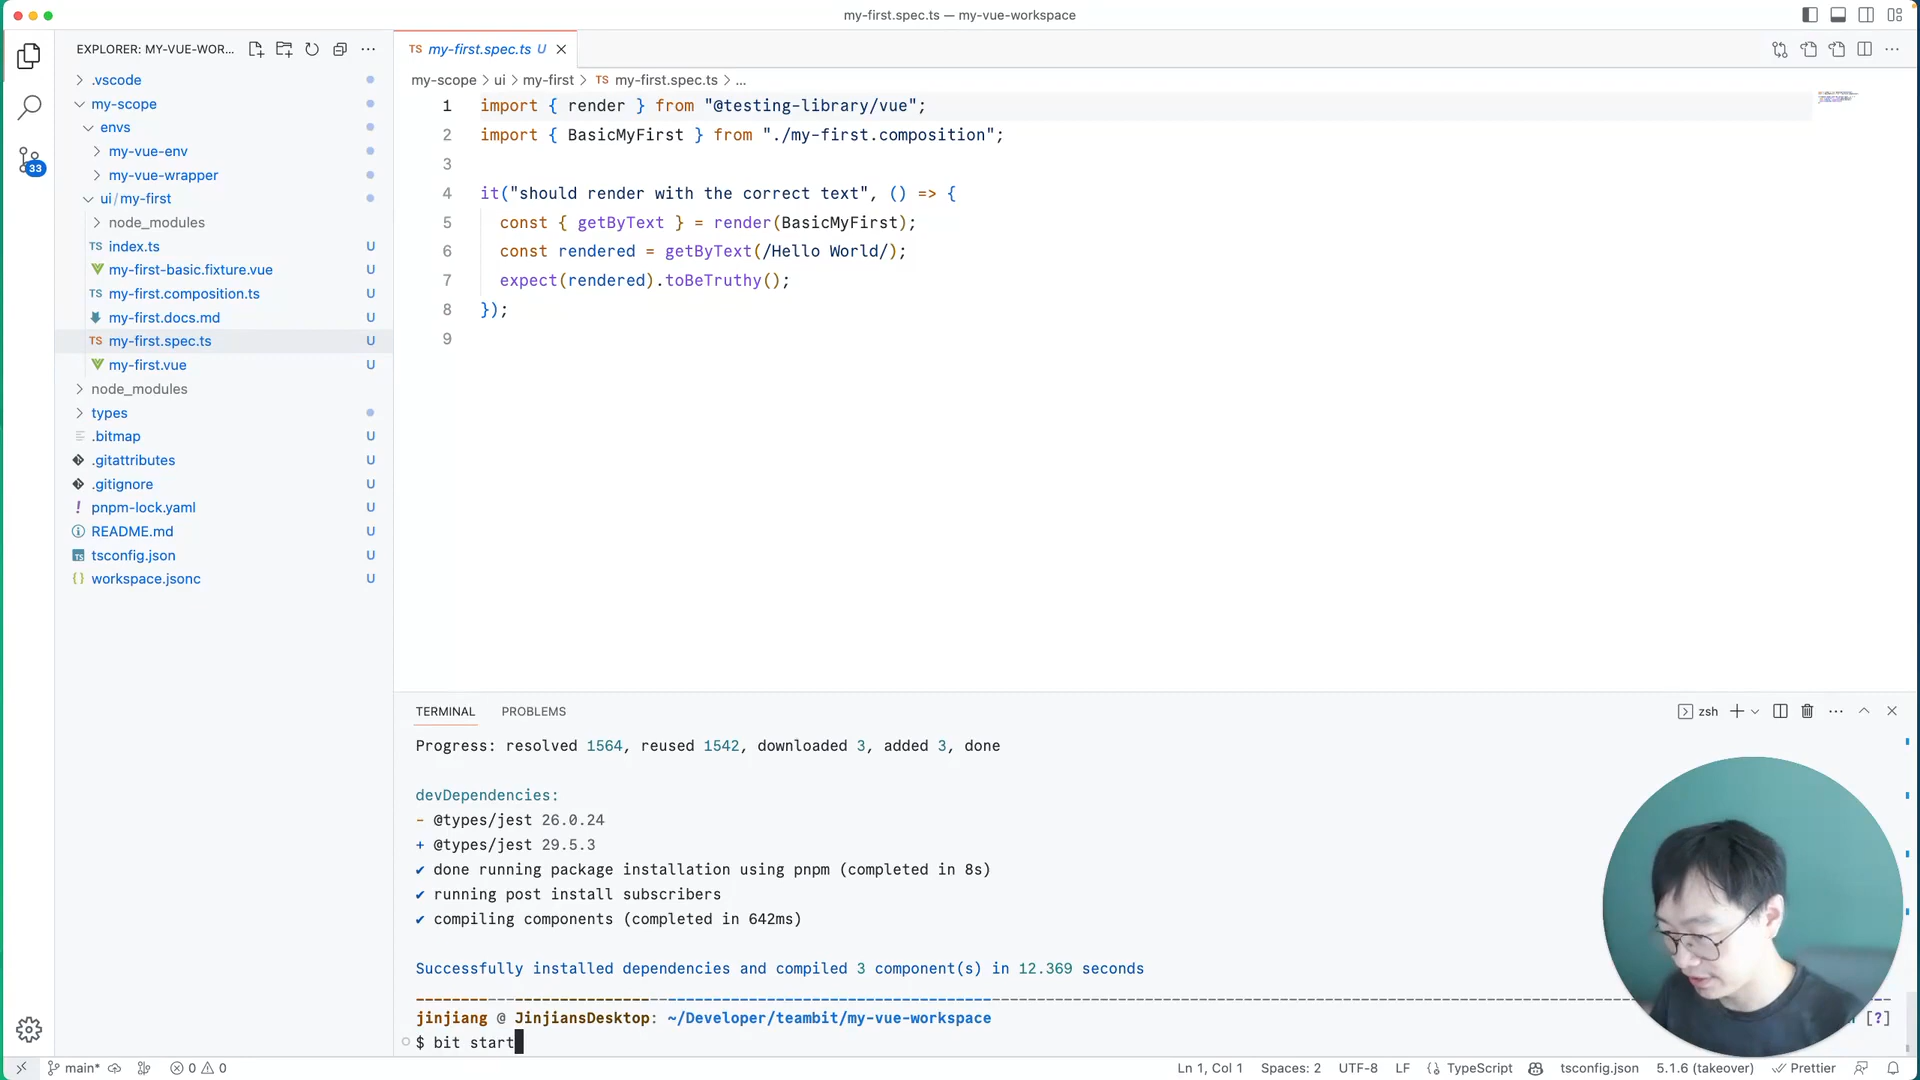 my-first.spec.ts — my-vue-workspace
EXPLORER: MY-VUE-WOR...
TS my-first.spec.ts U
my-scope > ui > my-first > TS my-first.spec.ts > ...
.vscode
my-scope
envs
my-vue-env
my-vue-wrapper
ui/my-first
node_modules
TS index.ts U
my-first-basic.fixture.vue U
TS my-first.composition.ts U
my-first.docs.md U
TS my-first.spec.ts U
my-first.vue U
node_modules
types
.bitmap U
.gitattributes U
.gitignore U
! pnpm-lock.yaml U
README.md U
TS tsconfig.json U
{} workspace.jsonc U
33
1 import { render } from "@testing-library/vue";
2 import { BasicMyFirst } from "./my-first.composition";
3
4 it("should render with the correct text", () => {
5 const { getByText } = render(BasicMyFirst);
6 const rendered = getByText(/Hello World/);
7 expect(rendered).toBeTruthy();
8 });
9
TERMINAL PROBLEMS
zsh
Progress: resolved 1564, reused 1542, downloaded 3, added 3, done
devDependencies:
- @types/jest 26.0.24
+ @types/jest 29.5.3
✔ done running package installation using pnpm (completed in 8s)
✔ running post install subscribers
✔ compiling components (completed in 642ms)
Successfully installed dependencies and compiled 3 component(s) in 12.369 seconds
jinjiang @ JinjiansDesktop: ~/Developer/teambit/my-vue-workspace
[?]
$ bit start
main* 0 0 Ln 1, Col 1 Spaces: 2 UTF-8 LF TypeScript tsconfig.json 5.1.6 (takeover) Prettier